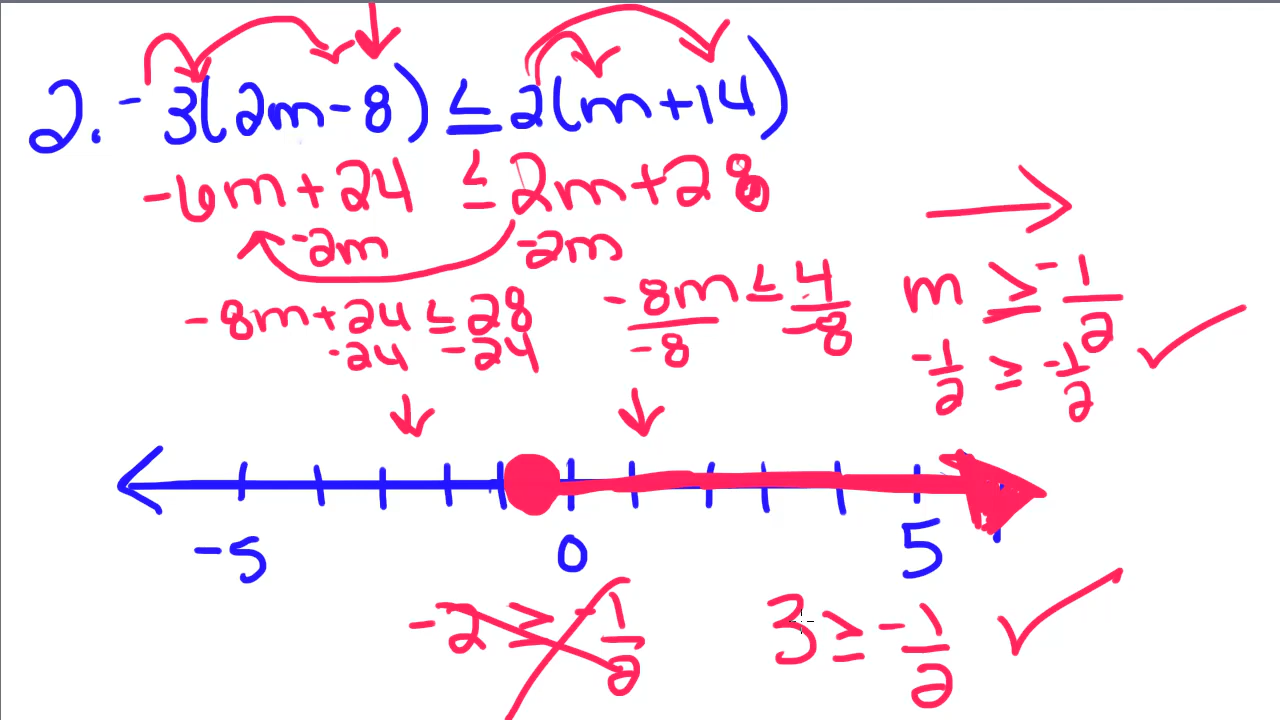 2. -3(2m-8) ≤ 2(m+14)
-6m+24 ≤ 2m+28
-2m -2m
-8m+24 ≤ 28
-24 -24
-8m ≤ 4
-8 -8
m ≥ -1/2
-1/2 ≥ -1/2
-5 0 5
-2 ≥ -1/2
3 ≥ -1/2